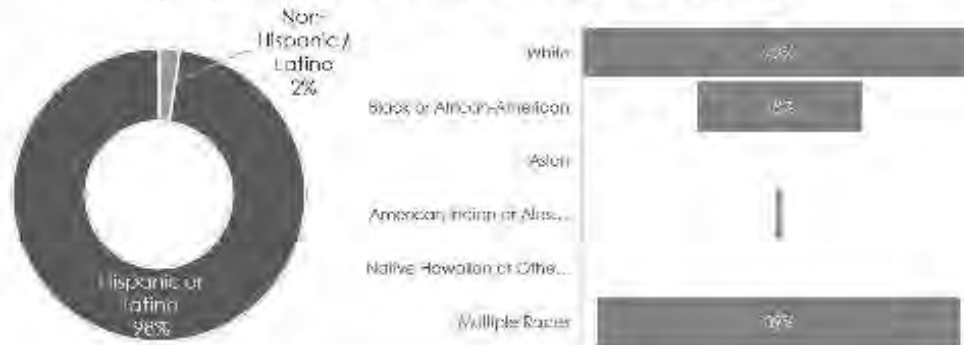 Non-
Hispanic /
Latino
2%
Hispanic or
Latino
98%
White
Black or African-American
Asian
American Indian or Alas...
Native Hawaiian or Othe...
Multiple Races
39%